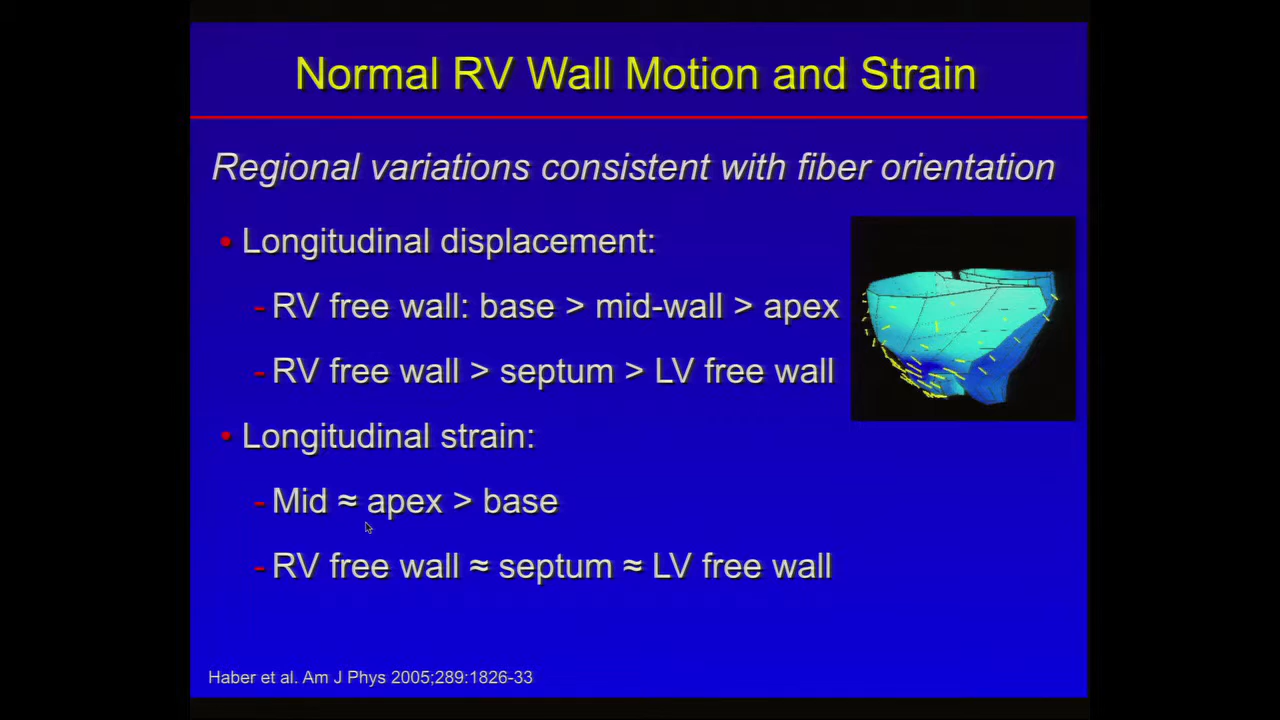 Normal RV Wall Motion and Strain
Regional variations consistent with fiber orientation
• Longitudinal displacement:
- RV free wall: base > mid-wall > apex
- RV free wall > septum > LV free wall
• Longitudinal strain:
- Mid ≈ apex > base
- RV free wall ≈ septum ≈ LV free wall
Haber et al. Am J Phys 2005;289:1826-33